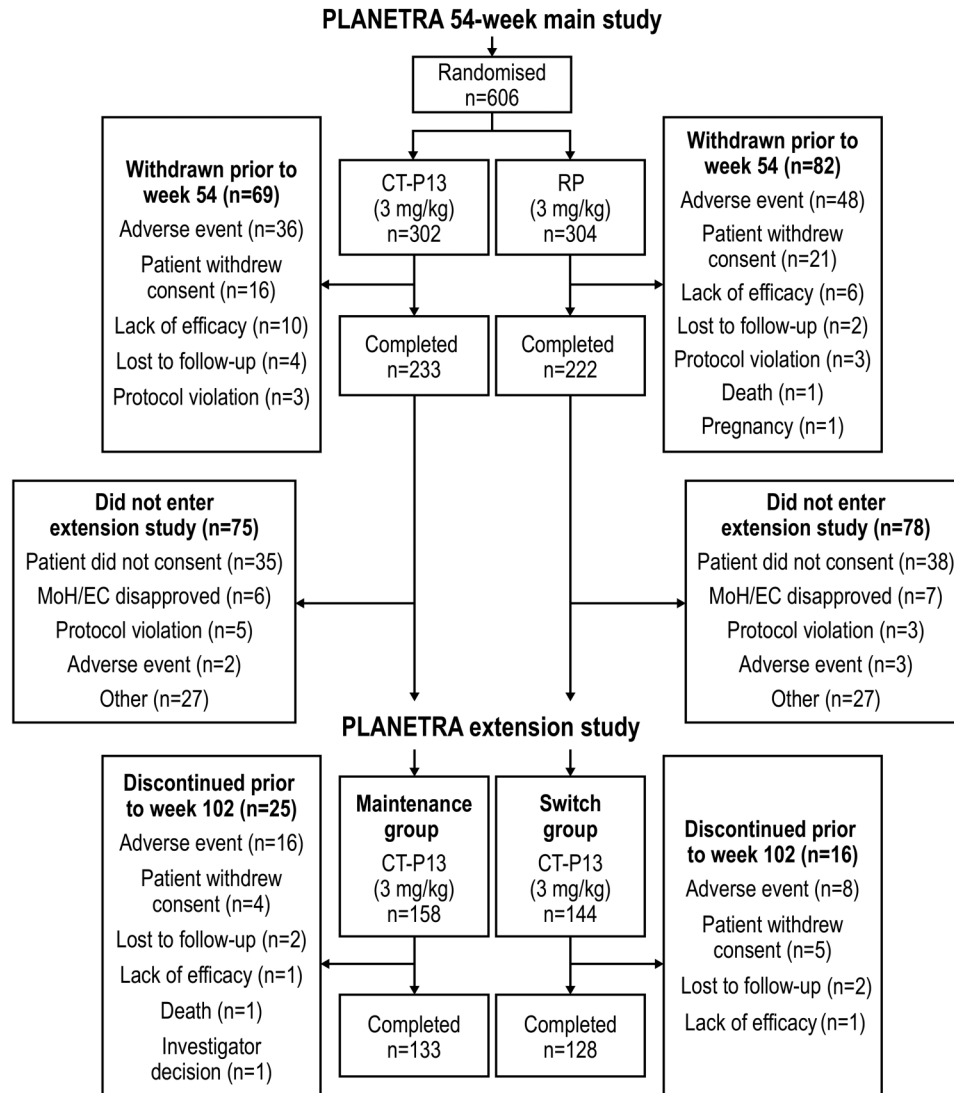 PLANETRA 54-week main study
Randomised
n=606
Withdrawn prior to
week 54 (n=69)
Adverse event (n=36)
Patient withdrew
consent (n=16)
Lack of efficacy (n=10)
Lost to follow-up (n=4)
Protocol violation (n=3)
CT-P13
(3 mg/kg)
n=302
RP
(3 mg/kg)
n=304
Withdrawn prior to
week 54 (n=82)
Adverse event (n=48)
Patient withdrew
consent (n=21)
Lack of efficacy (n=6)
Lost to follow-up (n=2)
Protocol violation (n=3)
Death (n=1)
Pregnancy (n=1)
Completed
n=233
Completed
n=222
Did not enter
extension study (n=75)
Patient did not consent (n=35)
MoH/EC disapproved (n=6)
Protocol violation (n=5)
Adverse event (n=2)
Other (n=27)
Did not enter
extension study (n=78)
Patient did not consent (n=38)
MoH/EC disapproved (n=7)
Protocol violation (n=3)
Adverse event (n=3)
Other (n=27)
PLANETRA extension study
Discontinued prior
to week 102 (n=25)
Adverse event (n=16)
Patient withdrew
consent (n=4)
Lost to follow-up (n=2)
Lack of efficacy (n=1)
Death (n=1)
Investigator
decision (n=1)
Maintenance
group
CT-P13
(3 mg/kg)
n=158
Switch
group
CT-P13
(3 mg/kg)
n=144
Discontinued prior
to week 102 (n=16)
Adverse event (n=8)
Patient withdrew
consent (n=5)
Lost to follow-up (n=2)
Lack of efficacy (n=1)
Completed
n=133
Completed
n=128